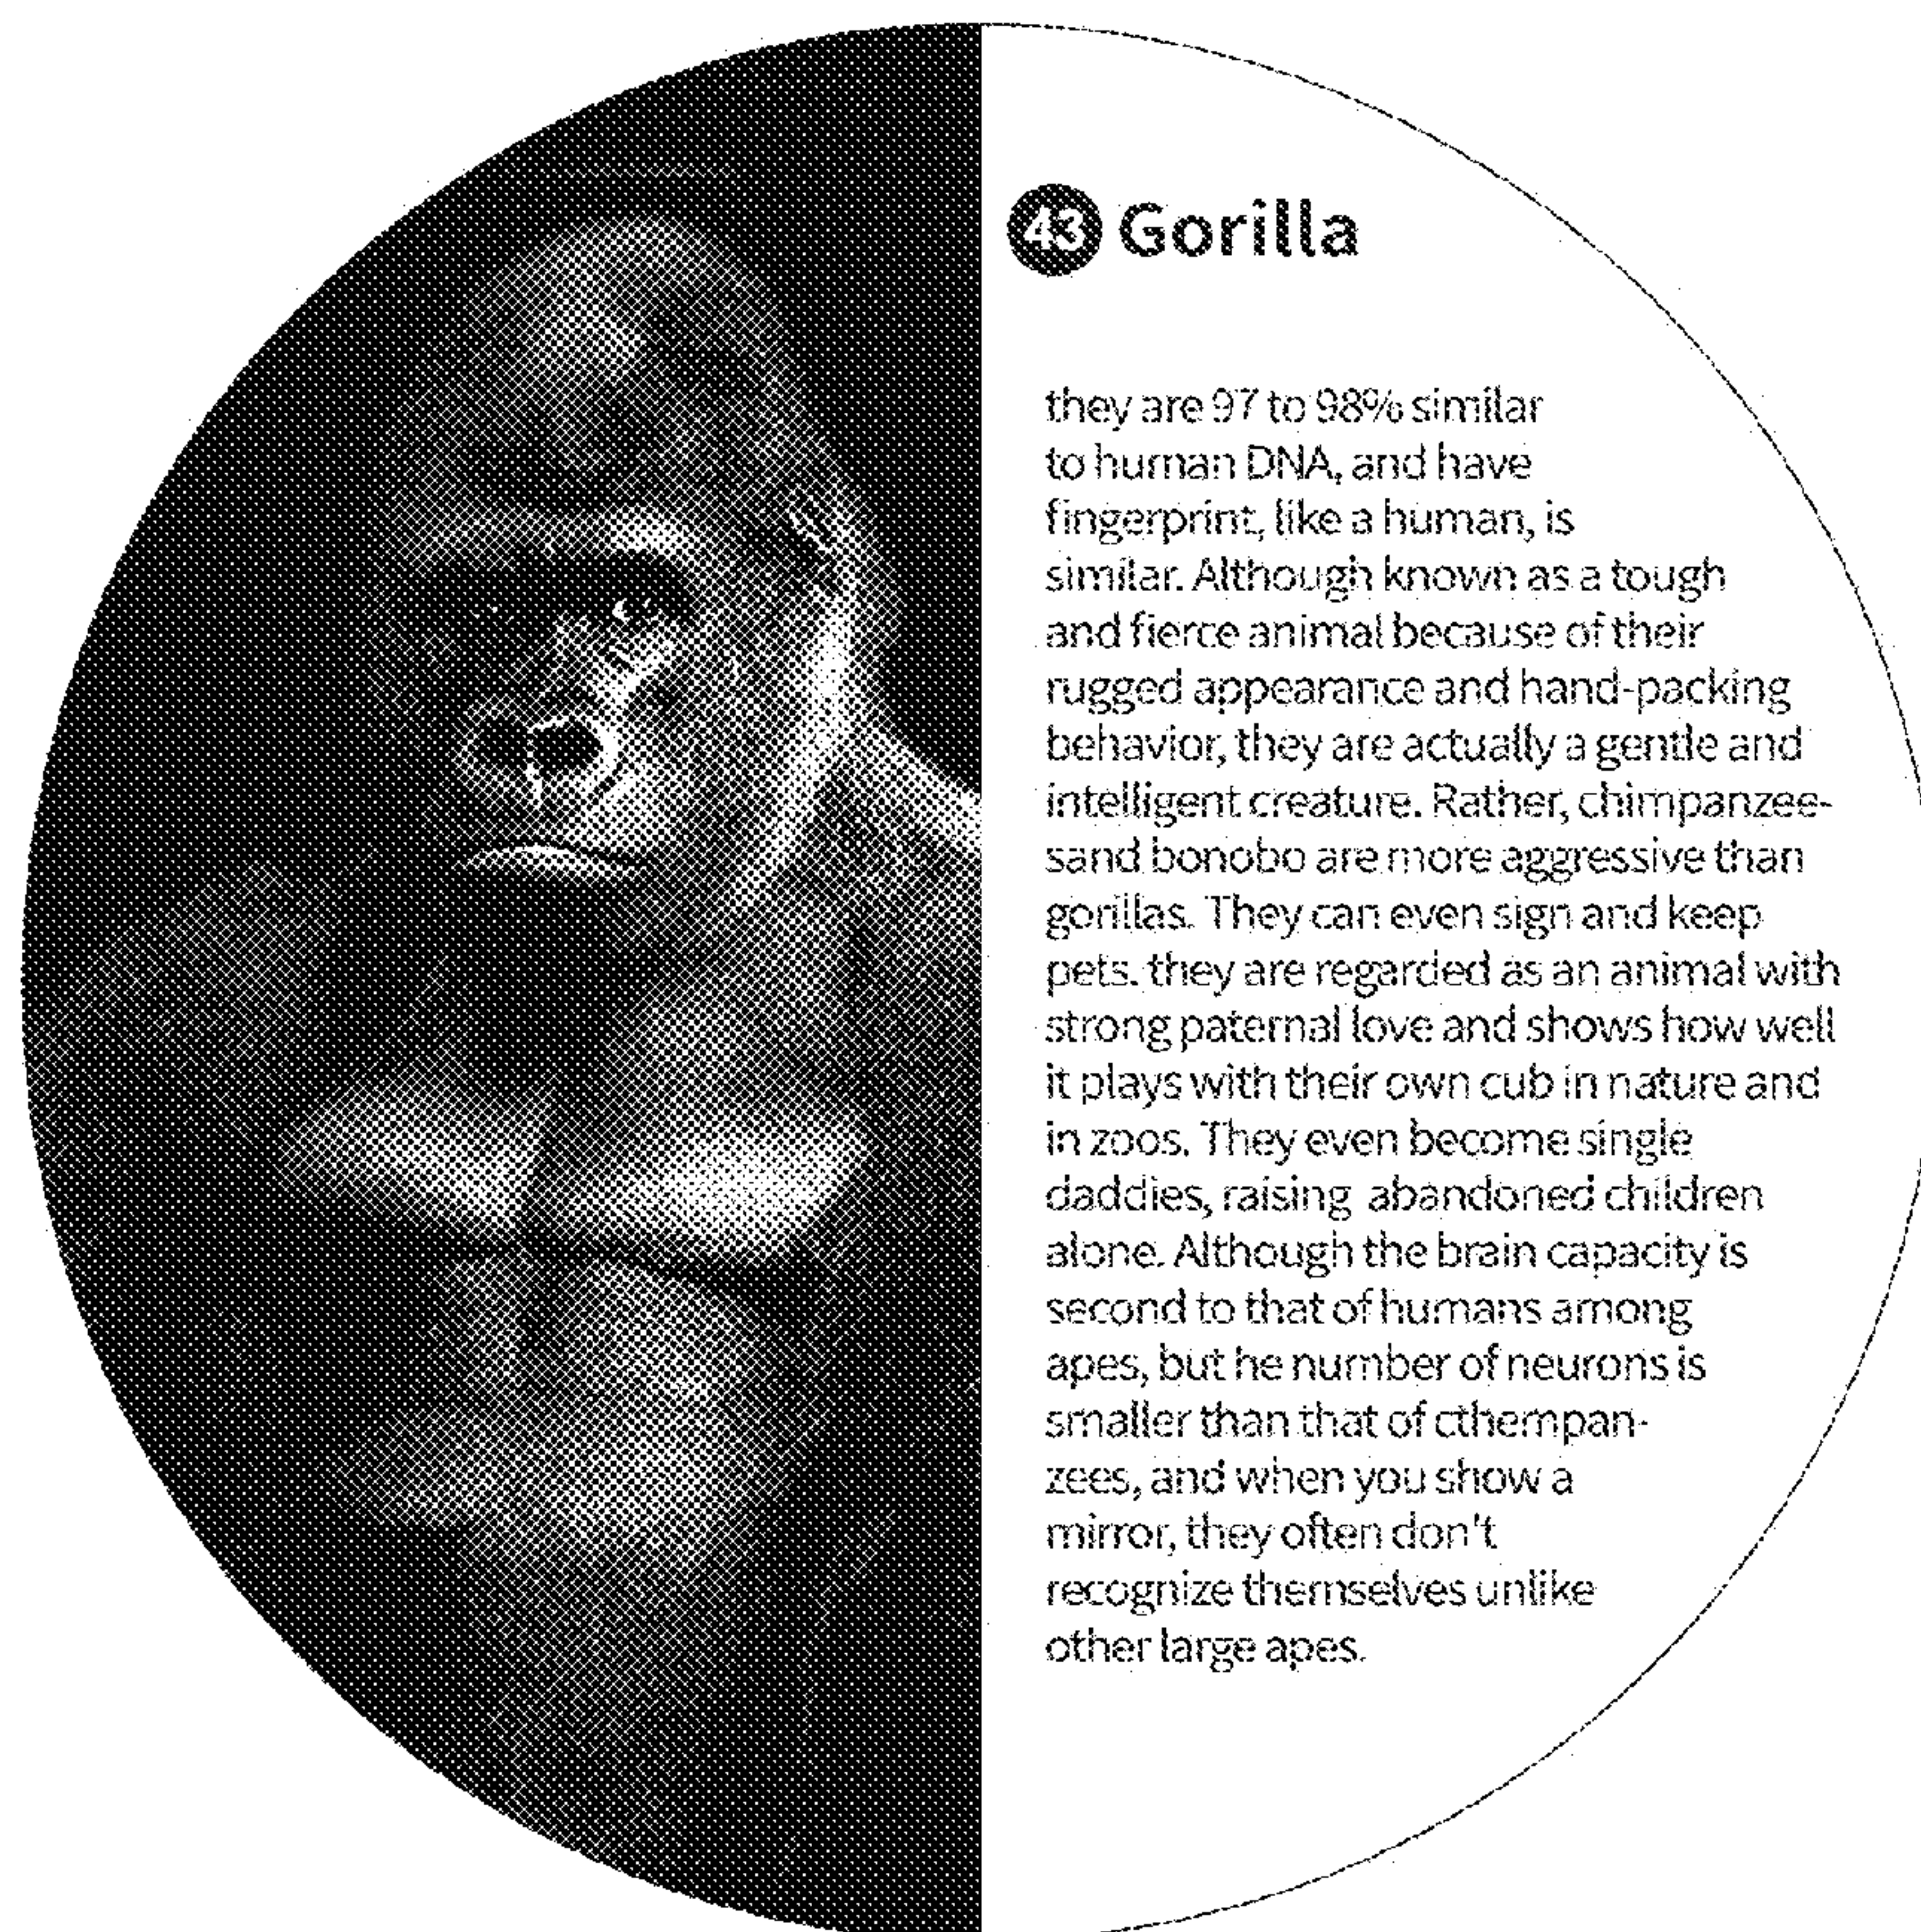 43 Gorilla
they are 97 to 98% similar
to human DNA, and have
fingerprint, like a human, is
similar. Although known as a tough
and fierce animal because of their
rugged appearance and hand-packing
behavior, they are actually a gentle and
intelligent creature. Rather, chimpanzee-
sand bonobo are more aggressive than
gorillas. They can even sign and keep
pets. they are regarded as an animal with
strong paternal love and shows how well
it plays with their own cub in nature and
in zoos. They even become single
daddies, raising abandoned children
alone. Although the brain capacity is
second to that of humans among
apes, but he number of neurons is
smaller than that of cthempan-
zees, and when you show a
mirror, they often don't
recognize themselves unlike
other large apes.